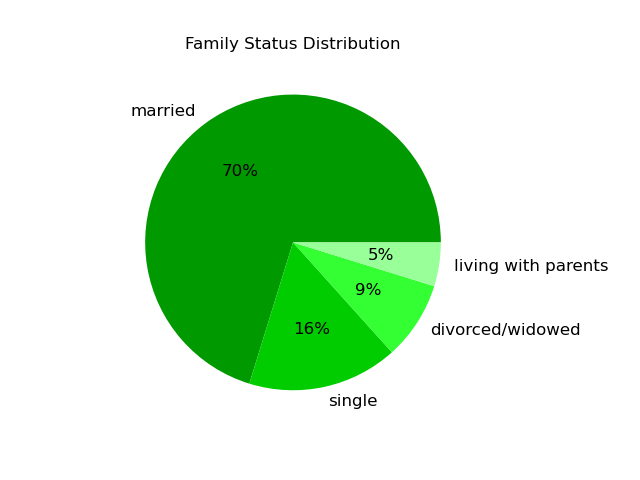 Family Status Distribution
married
70%
5%
living with parents
9%
16%
divorced/widowed
single